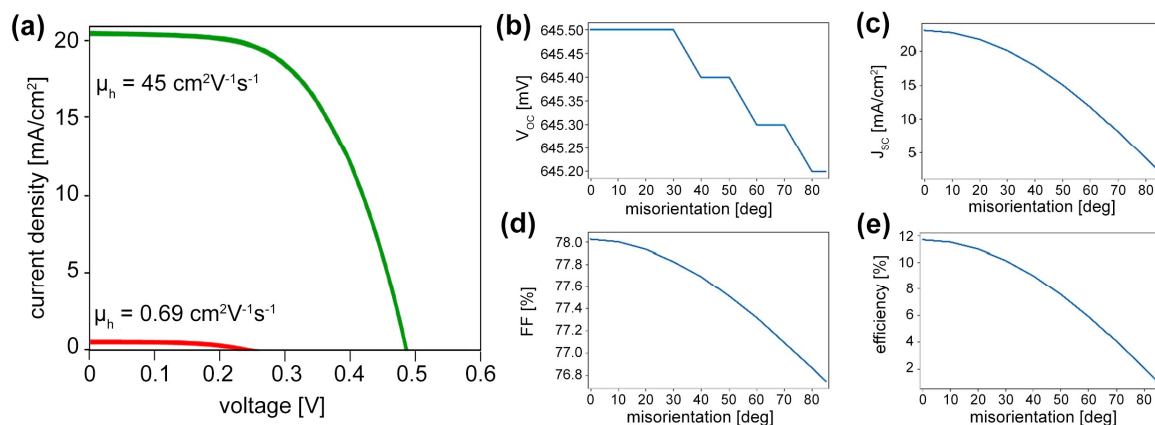 (a)
current density [mA/cm²]
20
15
10
5
0
μₕ = 45 cm²V⁻¹s⁻¹
μₕ = 0.69 cm²V⁻¹s⁻¹
0 0.1 0.2 0.3 0.4 0.5 0.6
voltage [V]
(b)
V_OC [mV]
645.50
645.40
645.35
645.30
645.25
645.20
0 10 20 30 40 50 60 70 80
misorientation [deg]
(c)
J_SC [mA/cm²]
20
15
10
5
0 10 20 30 40 50 60 70 80
misorientation [deg]
(d)
FF [%]
78.0
77.8
77.6
77.4
77.2
77.0
76.8
0 10 20 30 40 50 60 70 80
misorientation [deg]
(e)
efficiency [%]
12
10
8
6
4
2
0 10 20 30 40 50 60 70 80
misorientation [deg]